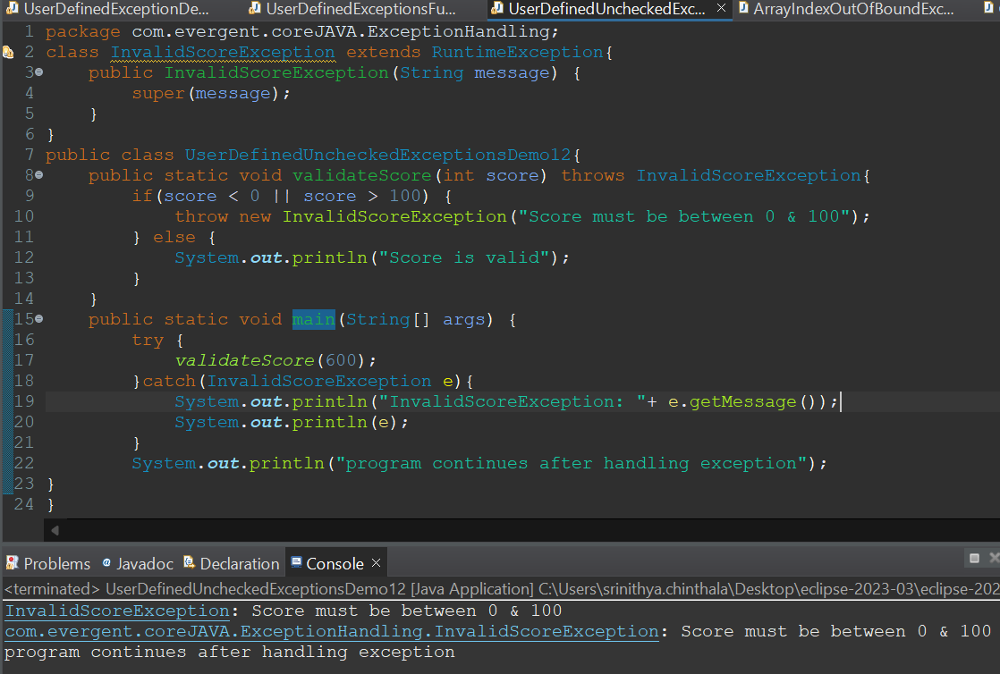 UserDefinedExceptionDe...  UserDefinedExceptionsFu...  UserDefinedUncheckedExc...  ArrayIndexOutOfBoundExc...
1 package com.evergent.coreJAVA.ExceptionHandling;
2 class InvalidScoreException extends RuntimeException{
3     public InvalidScoreException(String message) {
4         super(message);
5     }
6 }
7 public class UserDefinedUncheckedExceptionsDemo12{
8     public static void validateScore(int score) throws InvalidScoreException{
9         if(score < 0 || score > 100) {
10             throw new InvalidScoreException("Score must be between 0 & 100");
11         } else {
12             System.out.println("Score is valid");
13         }
14     }
15     public static void main(String[] args) {
16         try {
17             validateScore(600);
18         }catch(InvalidScoreException e){
19             System.out.println("InvalidScoreException: "+ e.getMessage());
20             System.out.println(e);
21         }
22         System.out.println("program continues after handling exception");
23 }
24 }
Problems  @ Javadoc  Declaration  Console
<terminated> UserDefinedUncheckedExceptionsDemo12 [Java Application] C:\Users\srinithya.chinthala\Desktop\eclipse-2023-03\eclipse-202
InvalidScoreException: Score must be between 0 & 100
com.evergent.coreJAVA.ExceptionHandling.InvalidScoreException: Score must be between 0 & 100
program continues after handling exception